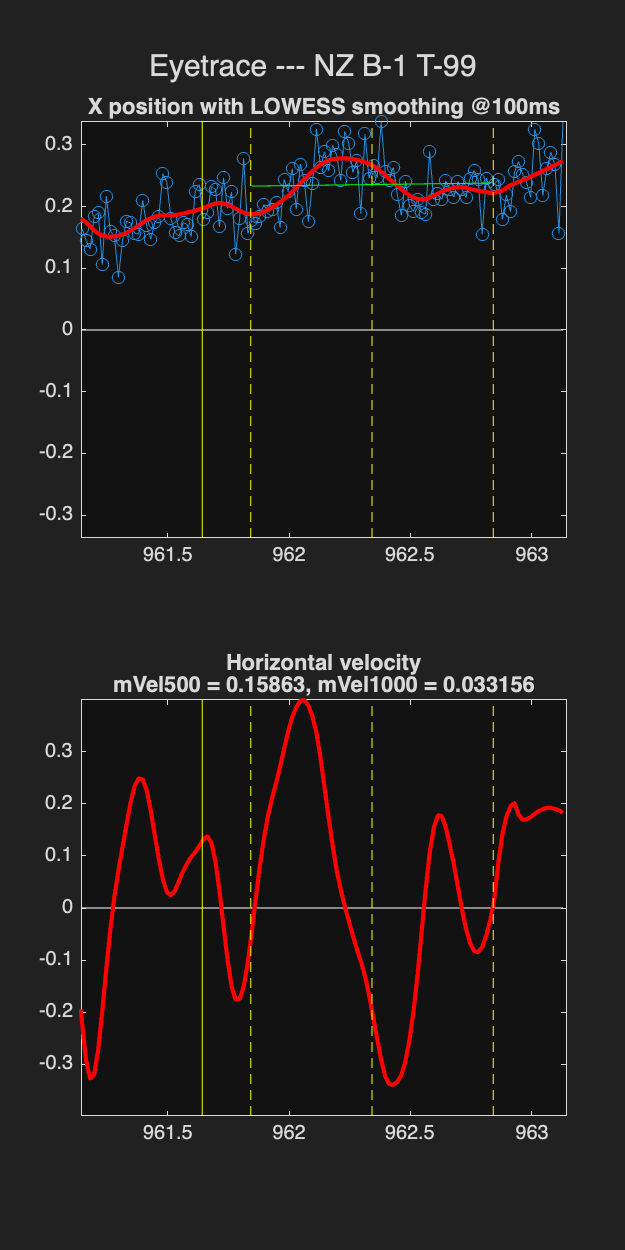 Eyetrace --- NZ B-1 T-99
X position with LOWESS smoothing @100ms
0.3
0.2
0.1
0
-0.1
-0.2
-0.3
961.5 962 962.5 963
Horizontal velocity
mVel500 = 0.15863, mVel1000 = 0.033156
0.3
0.2
0.1
0
-0.1
-0.2
-0.3
961.5 962 962.5 963